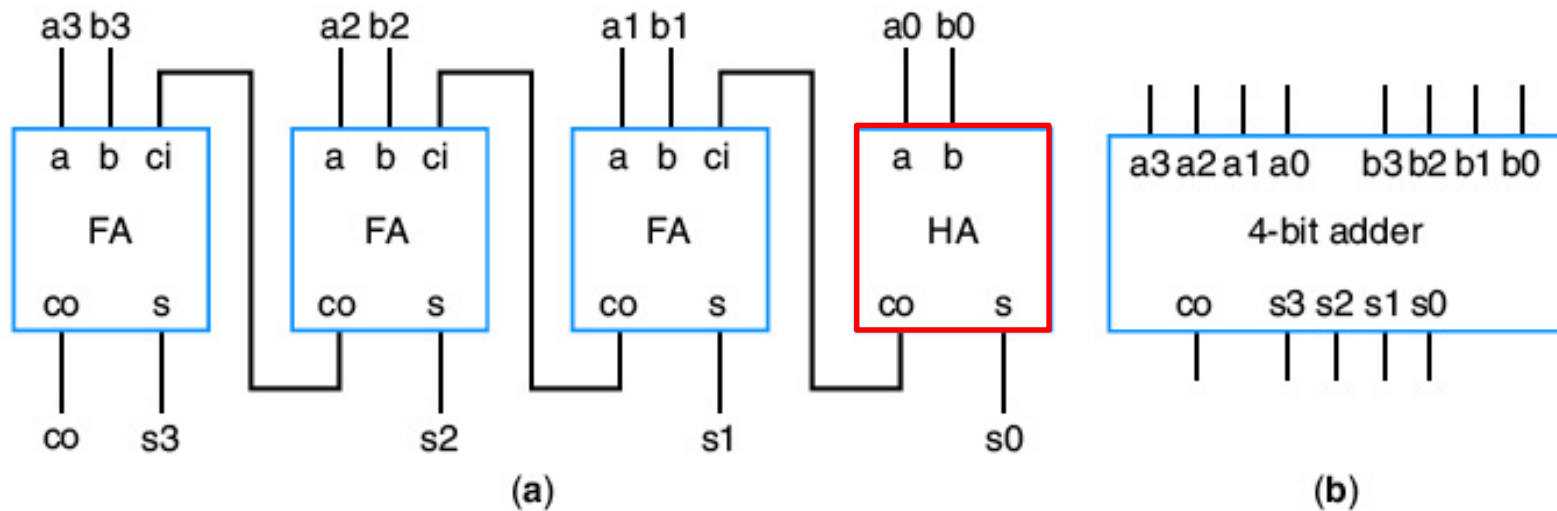 a3 b3 a2 b2 a1 b1 a0 b0
a b ci a b ci a b ci a b a3 a2 a1 a0 b3 b2 b1 b0
FA FA FA HA 4-bit adder
co s co s co s co s co s3 s2 s1 s0
co s3 s2 s1 s0
(a) (b)